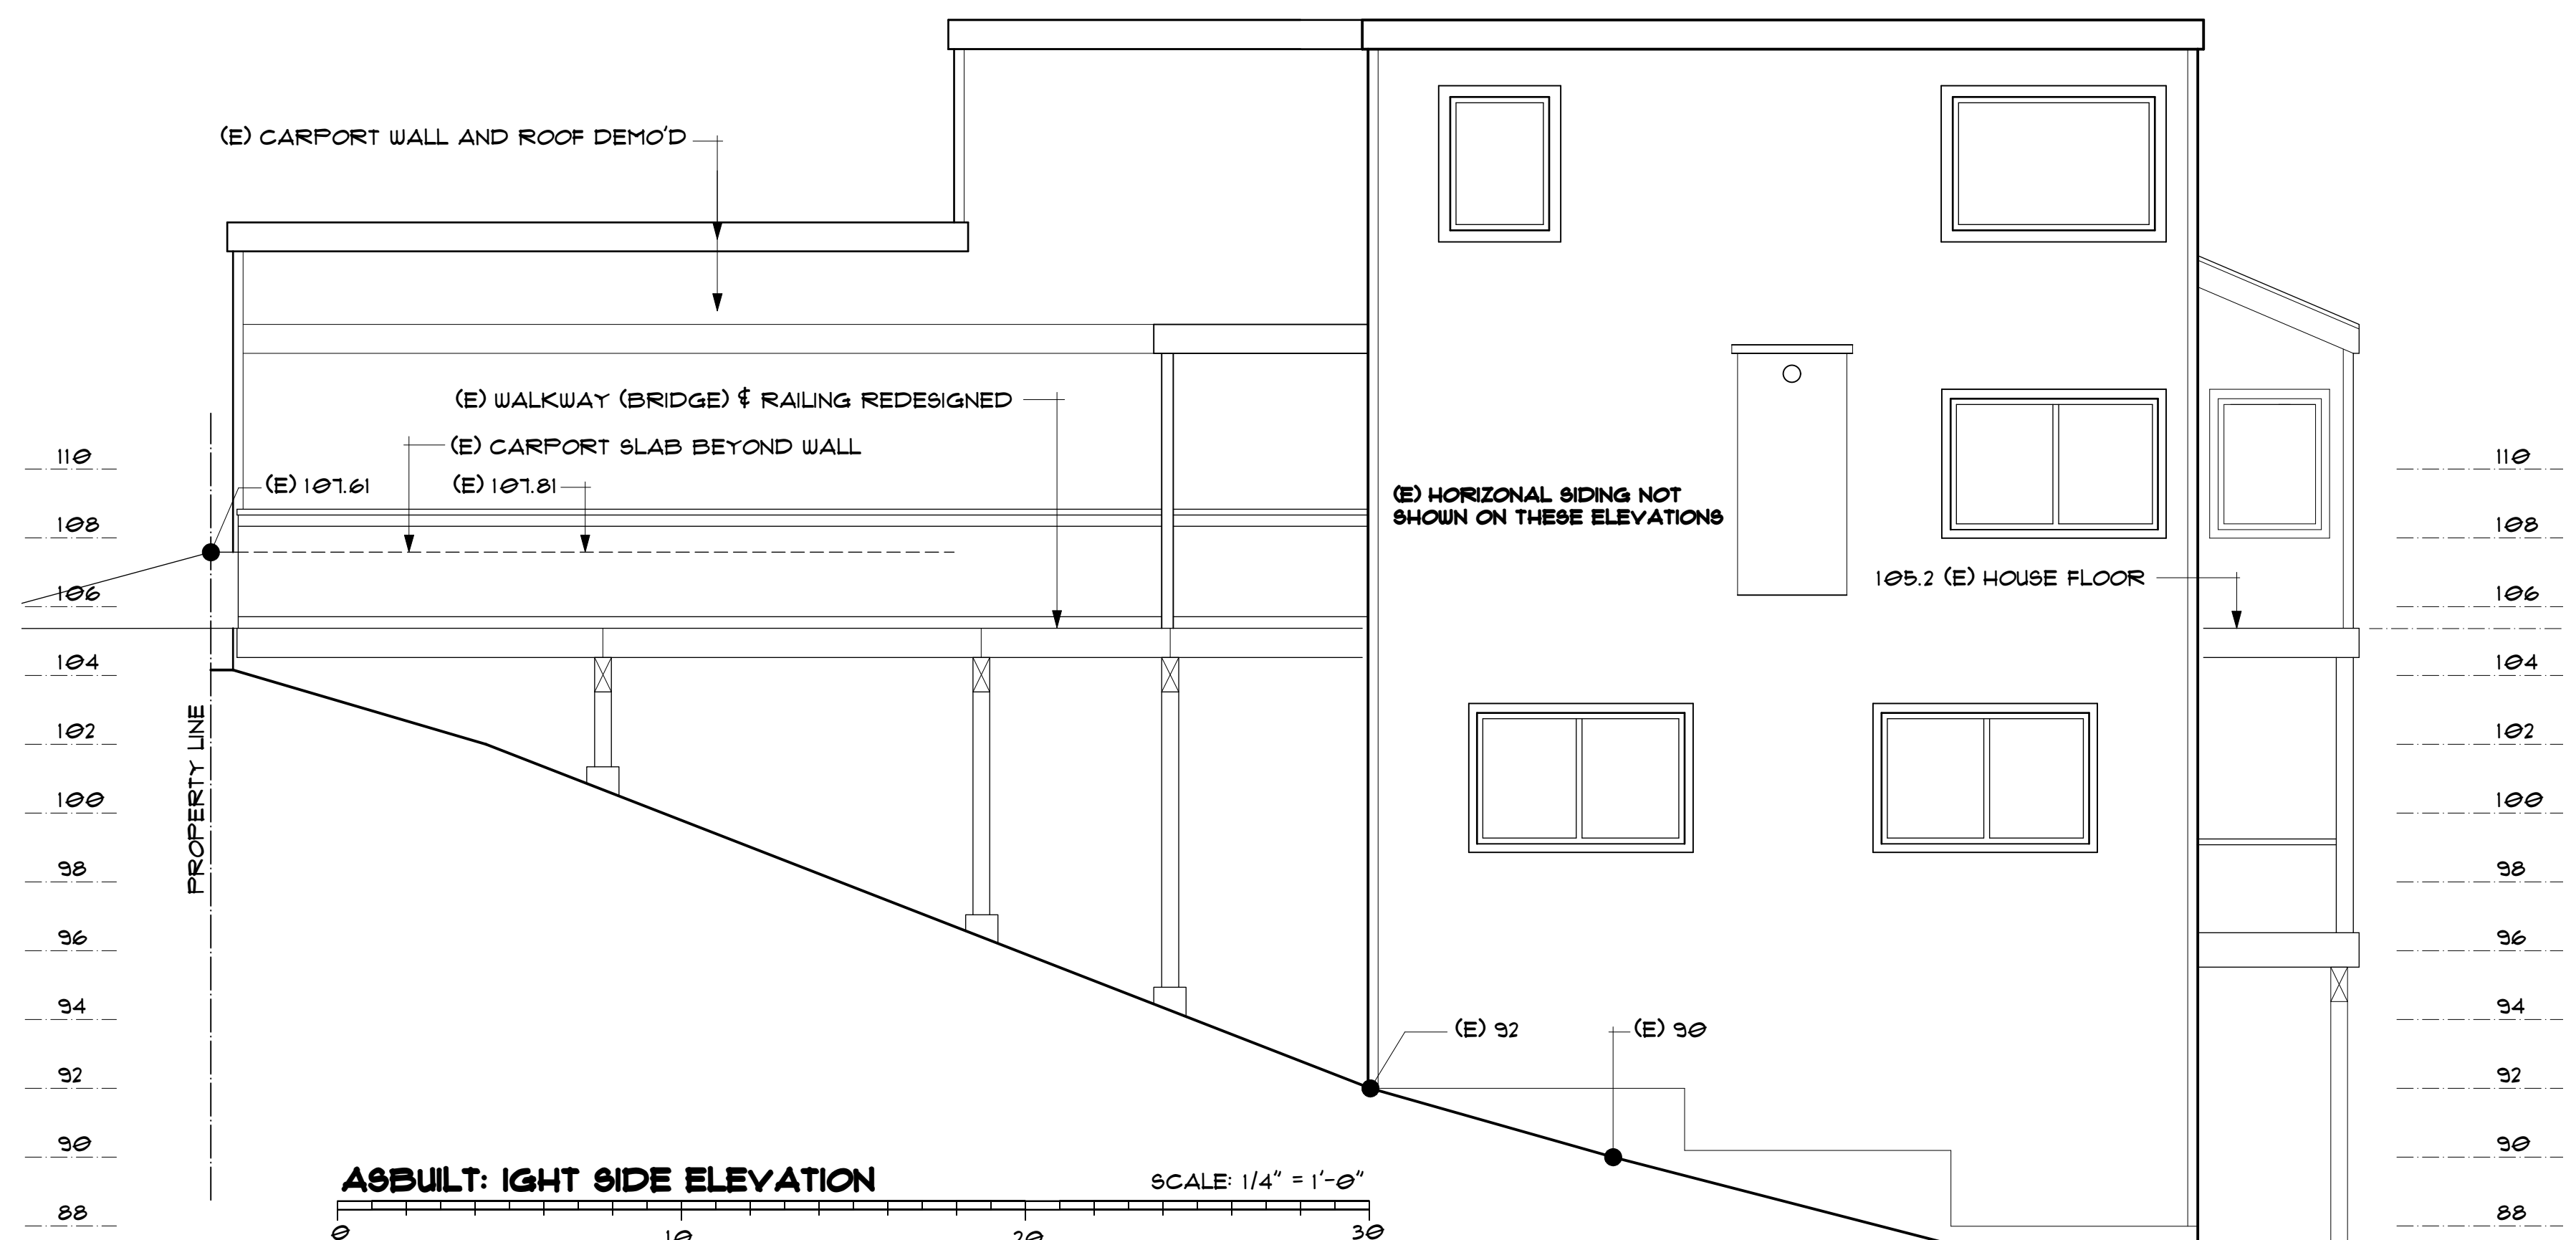 (E) CARPORT WALL AND ROOF DEMO'D
(E) WALKWAY (BRIDGE) & RAILING REDESIGNED
(E) CARPORT SLAB BEYOND WALL
(E) 107.61
(E) 107.81
(E) HORIZONAL SIDING NOT
SHOWN ON THESE ELEVATIONS
105.2 (E) HOUSE FLOOR
110
108
106
104
102
100
98
96
94
92
90
88
PROPERTY LINE
110
108
106
104
102
100
98
96
94
92
90
88
(E) 92
(E) 90
ASBUILT: IGHT SIDE ELEVATION
SCALE: 1/4" = 1'-0"
0
10
20
30